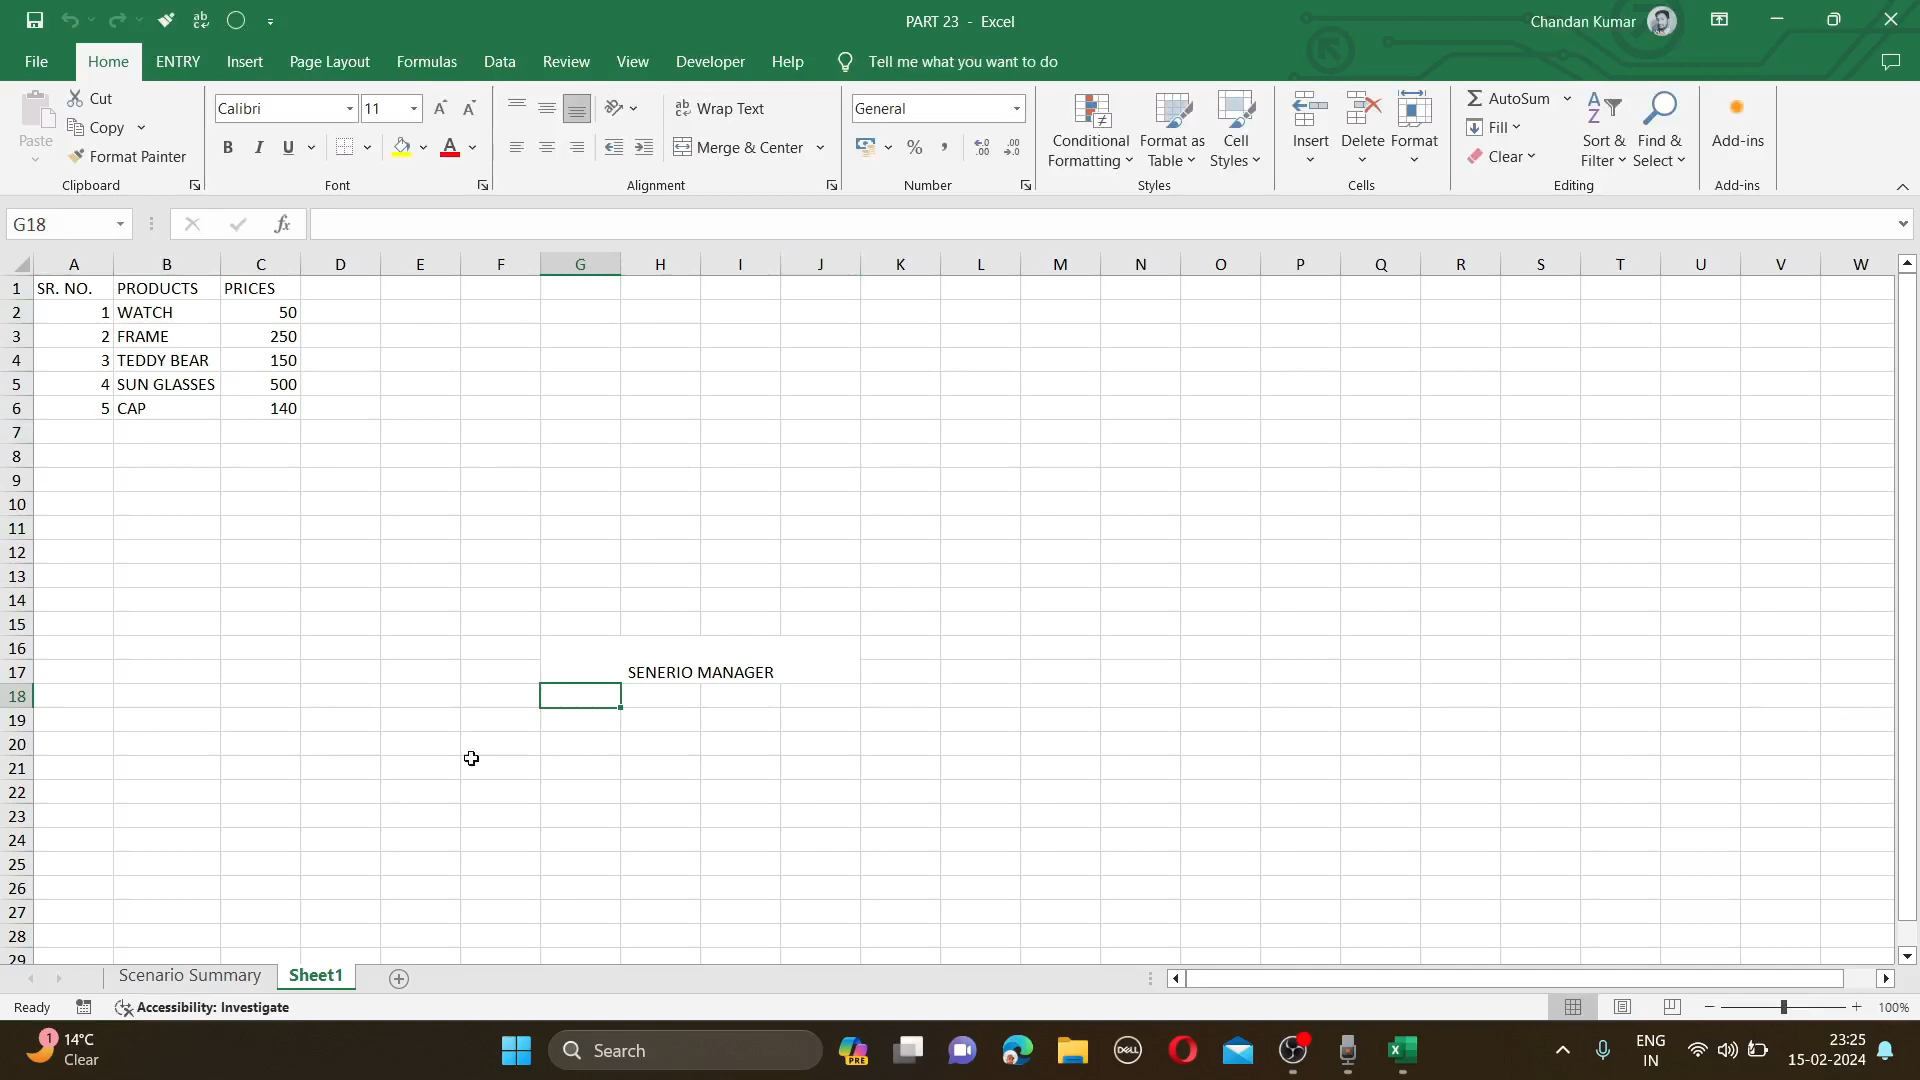 PART 23 - Excel
Chandan Kumar
File Home ENTRY Insert Page Layout Formulas Data Review View Developer Help Tell me what you want to do
Paste
Cut
Copy
Format Painter
Clipboard
Calibri 11
B I U A
Font
Wrap Text
Merge & Center
Alignment
General
% ,
Number
Conditional Formatting
Format as Table
Cell Styles
Styles
Insert
Delete
Format
Cells
AutoSum
Fill
Clear
Sort & Filter
Find & Select
Editing
Add-ins
Add-ins
G18 fx
A B C D E F G H I J K L M N O P Q R S T U V W
1 SR. NO. PRODUCTS PRICES
2 1 WATCH 50
3 2 FRAME 250
4 3 TEDDY BEAR 150
5 4 SUN GLASSES 500
6 5 CAP 140
7
8
9
10
11
12
13
14
15
16
17 SENERIO MANAGER
18
19
20
21
22
23
24
25
26
27
28
29
Scenario Summary Sheet1
Ready Accessibility: Investigate 100%
1 14°C
Clear
Search
PRE
DELL
ENG
IN
23:25
15-02-2024